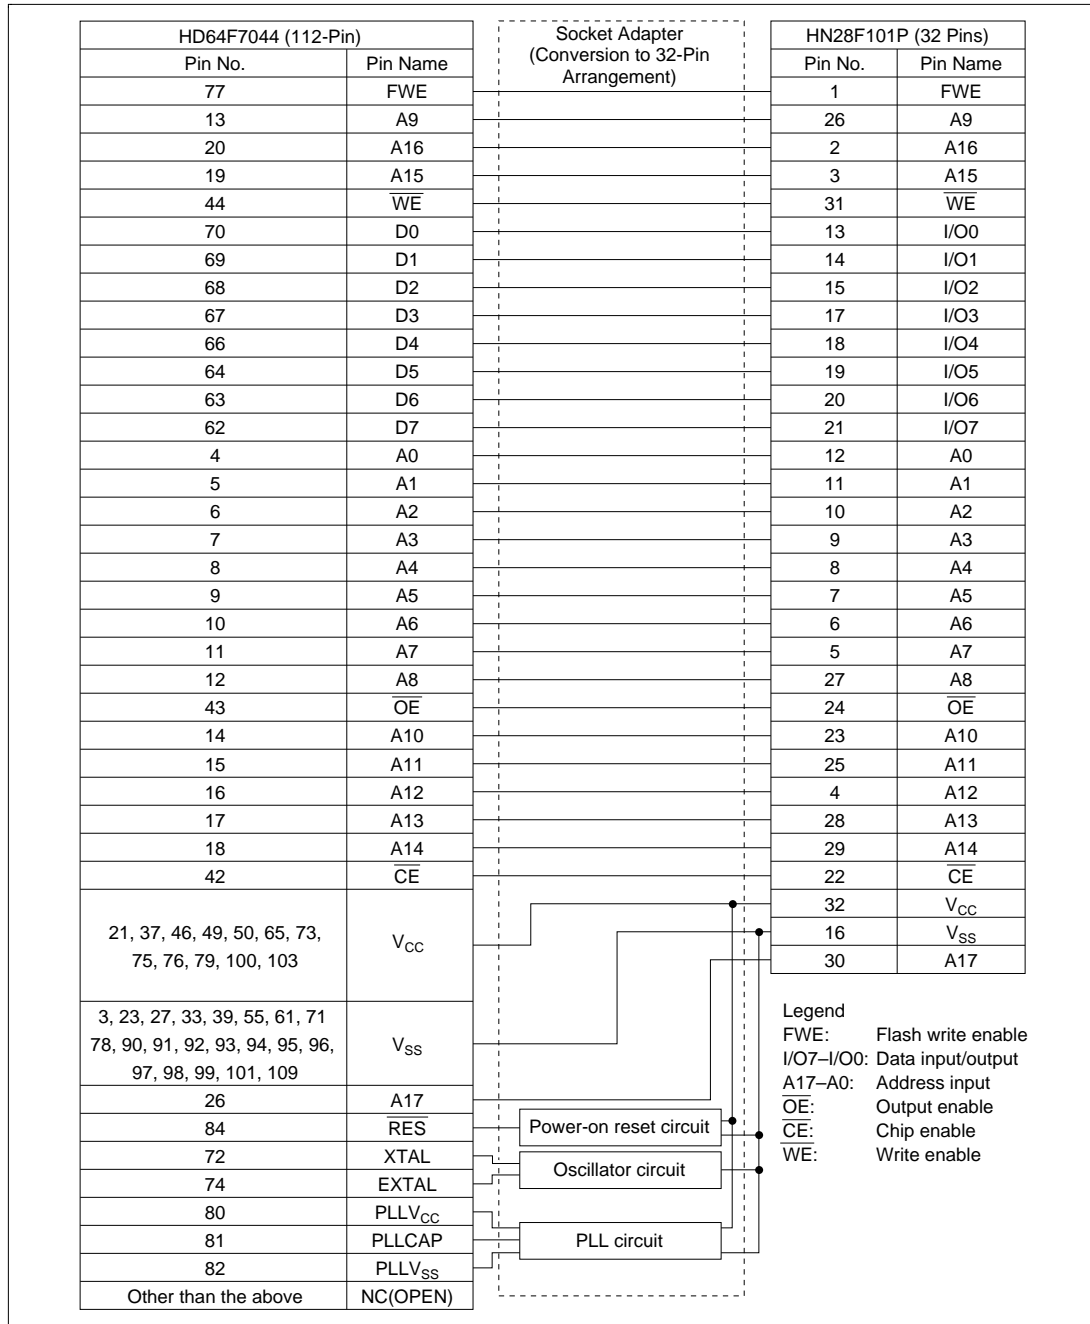 HD64F7044 (112-Pin)
Pin No. Pin Name
77 FWE
13 A9
20 A16
19 A15
44 WE
70 D0
69 D1
68 D2
67 D3
66 D4
64 D5
63 D6
62 D7
4 A0
5 A1
6 A2
7 A3
8 A4
9 A5
10 A6
11 A7
12 A8
43 OE
14 A10
15 A11
16 A12
17 A13
18 A14
42 CE
21, 37, 46, 49, 50, 65, 73,
75, 76, 79, 100, 103
VCC
3, 23, 27, 33, 39, 55, 61, 71
78, 90, 91, 92, 93, 94, 95, 96,
97, 98, 99, 101, 109
VSS
26 A17
84 RES
72 XTAL
74 EXTAL
80 PLLVCC
81 PLLCAP
82 PLLVSS
Other than the above NC(OPEN)
Socket Adapter
(Conversion to 32-Pin
Arrangement)
Power-on reset circuit
Oscillator circuit
PLL circuit
HN28F101P (32 Pins)
Pin No. Pin Name
1 FWE
26 A9
2 A16
3 A15
31 WE
13 I/O0
14 I/O1
15 I/O2
17 I/O3
18 I/O4
19 I/O5
20 I/O6
21 I/O7
12 A0
11 A1
10 A2
9 A3
8 A4
7 A5
6 A6
5 A7
27 A8
24 OE
23 A10
25 A11
4 A12
28 A13
29 A14
22 CE
32 VCC
16 VSS
30 A17
Legend
FWE: Flash write enable
I/O7–I/O0: Data input/output
A17–A0: Address input
OE: Output enable
CE: Chip enable
WE: Write enable